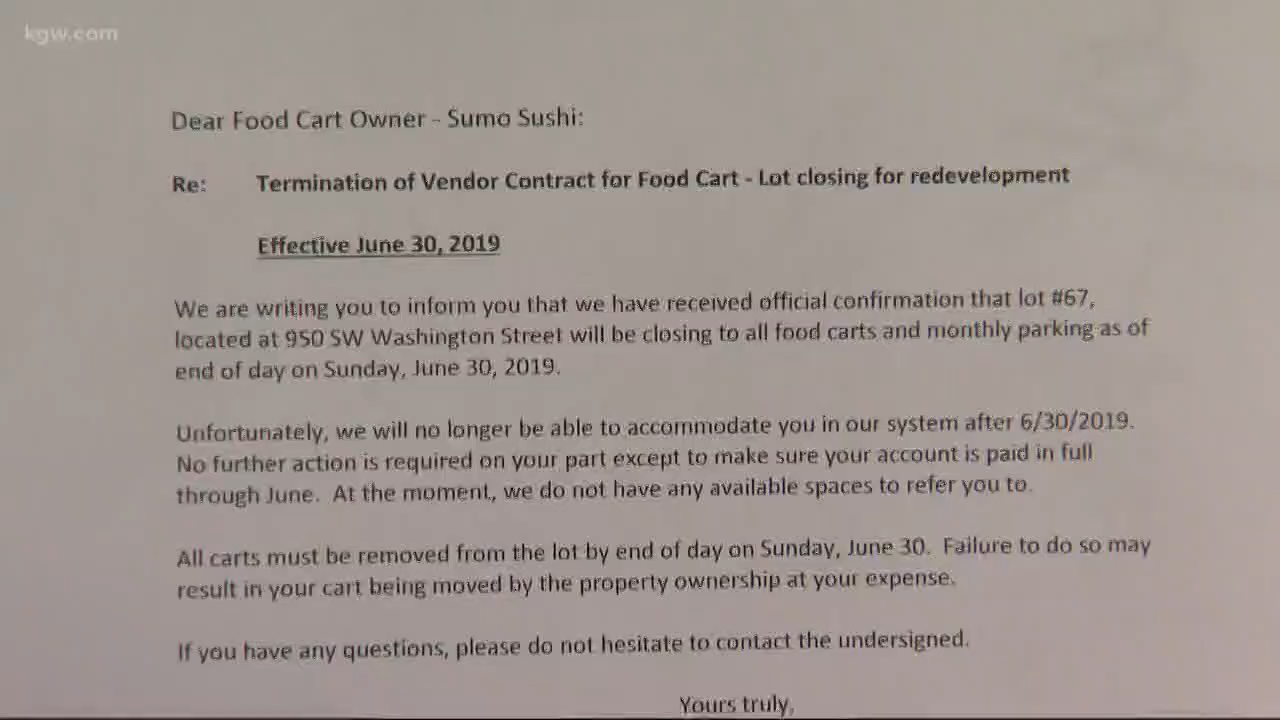 kgw.com
Dear Food Cart Owner - Sumo Sushi:
Re: Termination of Vendor Contract for Food Cart - Lot closing for redevelopment
Effective June 30, 2019
We are writing you to inform you that we have received official confirmation that lot #67,
located at 950 SW Washington Street will be closing to all food carts and monthly parking as of
end of day on Sunday, June 30, 2019.
Unfortunately, we will no longer be able to accommodate you in our system after 6/30/2019.
No further action is required on your part except to make sure your account is paid in full
through June. At the moment, we do not have any available spaces to refer you to.
All carts must be removed from the lot by end of day on Sunday, June 30. Failure to do so may
result in your cart being moved by the property ownership at your expense.
If you have any questions, please do not hesitate to contact the undersigned.
Yours truly,